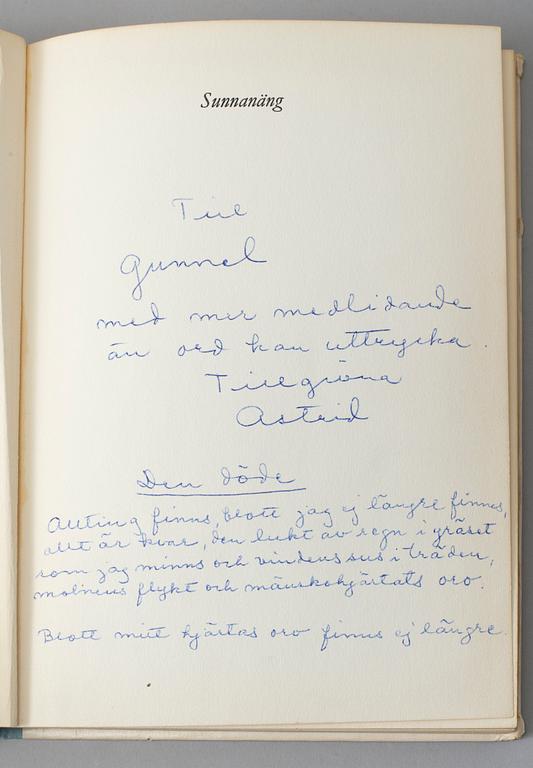 Sunnanäng
Till
Gunnel
med mer medlidande
än ord kan uttrycka.
Tillgivna
Astrid
Den döde
Allting finns, blott jag ej längre finns,
allt är kvar, den lukt av regn i gräset
som jag minns och vindens sus i träden,
molnens flykt och människohjärtats oro.
Blott mitt hjärtas oro finns ej längre.